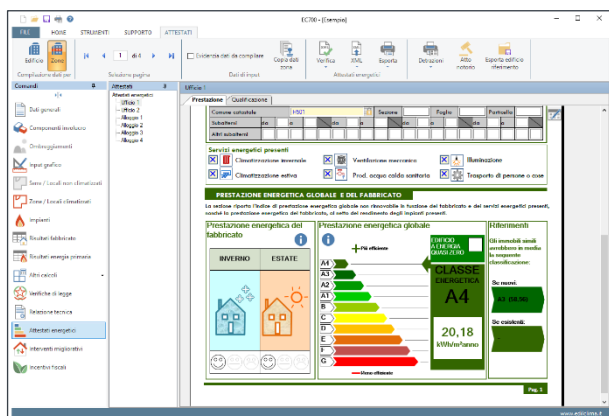 EC700 - [Esempio]
FILE HOME STRUMENTI SUPPORTO ATTESTATI
Edificio Zone
1 di 4
Evidenzia dati da compilare
Copia dati zona
Verifica XML Esporta
Detrazioni Atto notorio Esporta edificio riferimento
Compilazione dati per Selezione pagina Dati di input Attestati energetici
Comandi
Dati generali
Componenti involucro
Ombreggiamenti
Input grafico
Zone / Locali non climatizzati
Zone / Locali climatizzati
Impianti
Risultati fabbricato
Risultati energia primaria
Altri calcoli
Verifiche di legge
Relazione tecnica
Attestati energetici
Interventi migliorativi
Incentivi fiscali
Attestati
Attestati energetici
Ufficio 1
Ufficio 2
Alloggio 1
Alloggio 2
Alloggio 3
Alloggio 4
Ufficio 1
Prestazione Qualificazione
Comune catastale H501 Sezione Foglio Particella
Subalterni da a da a da a da a
Altri subalterni
Servizi energetici presenti
Climatizzazione invernale Ventilazione meccanica Illuminazione
Climatizzazione estiva Prod. acqua calda sanitaria Trasporto di persone o cose
PRESTAZIONE ENERGETICA GLOBALE E DEL FABBRICATO
La sezione riporta l'indice di prestazione energetica globale non rinnovabile in funzione del fabbricato e dei servizi energetici presenti,
nonché la prestazione energetica del fabbricato, al netto del rendimento degli impianti presenti.
Prestazione energetica del fabbricato
INVERNO ESTATE
Prestazione energetica globale
Più efficiente
A4
A3
A2
A1
B
C
D
E
F
G
Meno efficiente
EDIFICIO A ENERGIA QUASI ZERO
CLASSE ENERGETICA
A4
20,18
kWh/m²anno
Riferimenti
Gli immobili simili avrebbero in media la seguente classificazione:
Se nuovi:
Se esistenti:
Pag. 1
www.edilclima.it